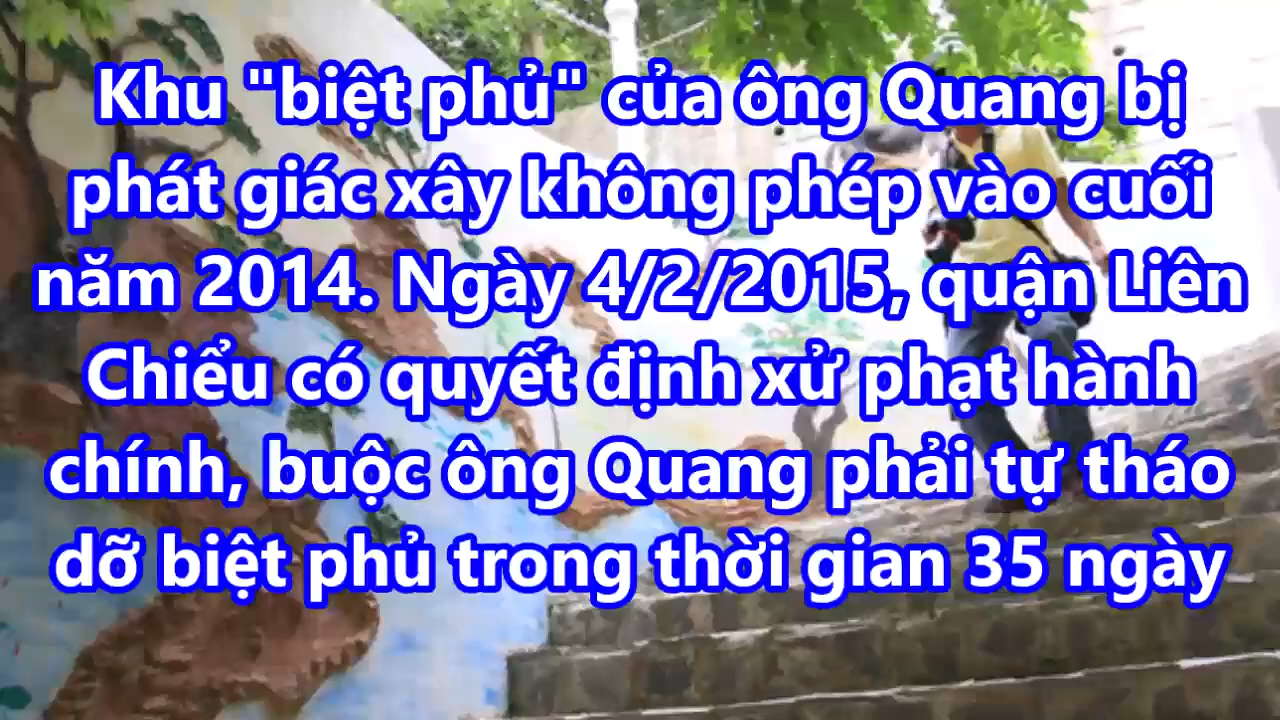 Khu "biệt phủ" của ông Quang bị
phát giác xây không phép vào cuối
năm 2014. Ngày 4/2/2015, quận Liên
Chiểu có quyết định xử phạt hành
chính, buộc ông Quang phải tự tháo
dỡ biệt phủ trong thời gian 35 ngày